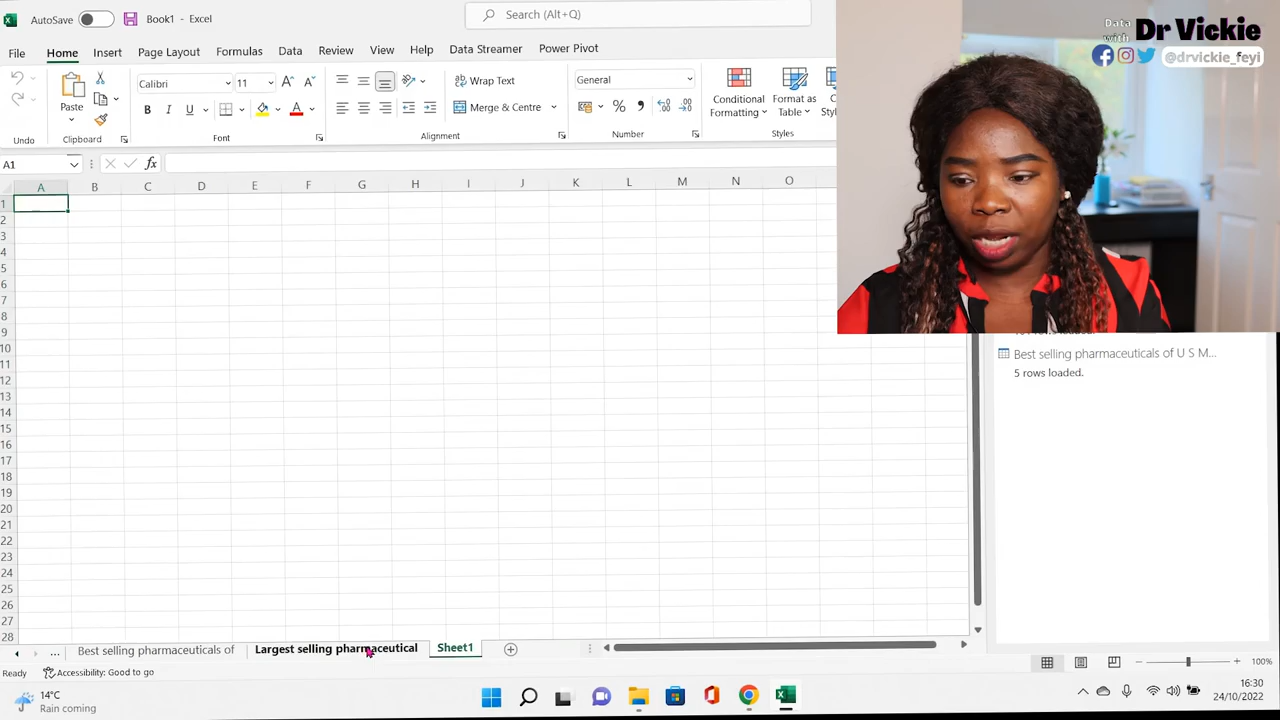 AutoSave Book1 - Excel Search (Alt+Q)
Data with Dr Vickie
@drvickie_feyi
File Home Insert Page Layout Formulas Data Review View Help Data Streamer Power Pivot
Calibri 11 Wrap Text General
Paste B I U Merge & Centre % Conditional Formatting Format as Table
Undo Clipboard Font Alignment Number Styles
A1 fx
A B C D E F G H I J K L M N O
1
2
3
4
5
6
7
8
9
10
11
12
13
14
15
16
17
18
19
20
21
22
23
24
25
26
27
28
Best selling pharmaceuticals of U S M...
5 rows loaded.
... Best selling pharmaceuticals of Largest selling pharmaceutical Sheet1
Ready Accessibility: Good to go 100%
14°C
Rain coming
16:30
24/10/2022